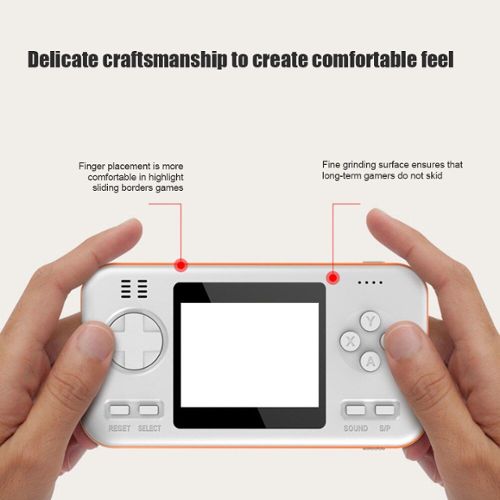 Delicate craftsmanship to create comfortable feel
Finger placement is more
comfortable in highlight
sliding borders games
Fine grinding surface ensures that
long-term gamers do not skid
Y
X
A
RESET SELECT
SOUND S/P